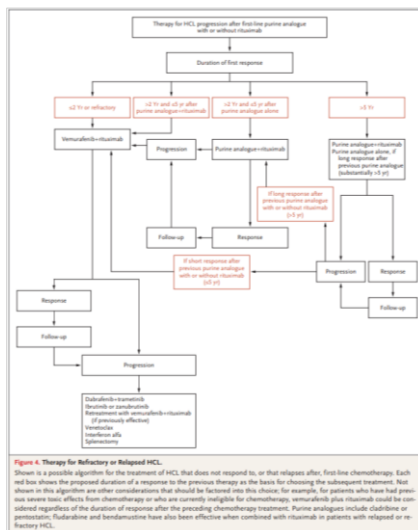 Therapy for HCL progression after first-line purine analogue
with or without rituximab
Duration of first response
≤2 Yr or refractory
>2 Yr and ≤5 yr after
purine analogue+rituximab
>2 Yr and ≤5 yr after
purine analogue alone
>5 Yr
Vemurafenib+rituximab
Progression
Purine analogue+rituximab
Purine analogue+rituximab
Purine analogue alone, if
long response after
previous purine analogue
(substantially >5 yr)
If long response after
previous purine analogue
with or without rituximab
(>5 yr)
Follow-up
Response
If short response after
previous purine analogue
with or without rituximab
(≤5 yr)
Progression
Response
Follow-up
Response
Follow-up
Progression
Dabrafenib+trametinib
Ibrutinib or zanubrutinib
Retreatment with vemurafenib+rituximab
(if previously effective)
Venetoclax
Interferon alfa
Splenectomy
Figure 4. Therapy for Refractory or Relapsed HCL.
Shown is a possible algorithm for the treatment of HCL that does not respond to, or that relapses after, first-line chemotherapy. Each
red box shows the proposed duration of a response to the previous therapy as the basis for choosing the subsequent treatment. Not
shown in this algorithm are other considerations that should be factored into this choice; for example, for patients who have had previ-
ous severe toxic effects from chemotherapy or who are currently ineligible for chemotherapy, vemurafenib plus rituximab could be con-
sidered regardless of the duration of response after the preceding chemotherapy treatment. Purine analogues include cladribine or
pentostatin; fludarabine and bendamustine have also been effective when combined with rituximab in patients with relapsed or re-
fractory HCL.